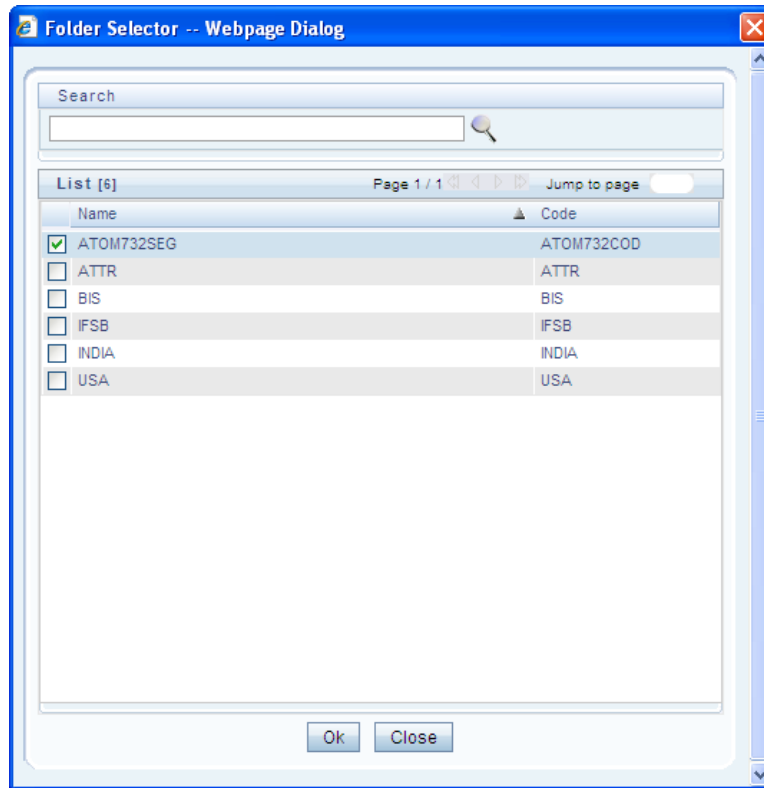 Folder Selector -- Webpage Dialog
Search
List [6] Page 1 / 1 Jump to page
Name Code
ATOM732SEG ATOM732COD
ATTR ATTR
BIS BIS
IFSB IFSB
INDIA INDIA
USA USA
Ok Close